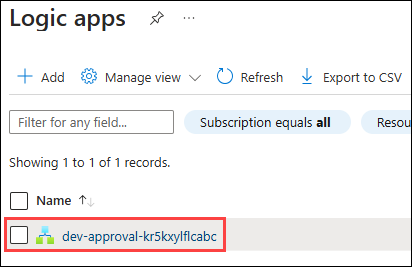 Logic apps
Add Manage view Refresh Export to CSV
Filter for any field... Subscription equals all Resou
Showing 1 to 1 of 1 records.
Name
dev-approval-kr5kxylflcabc